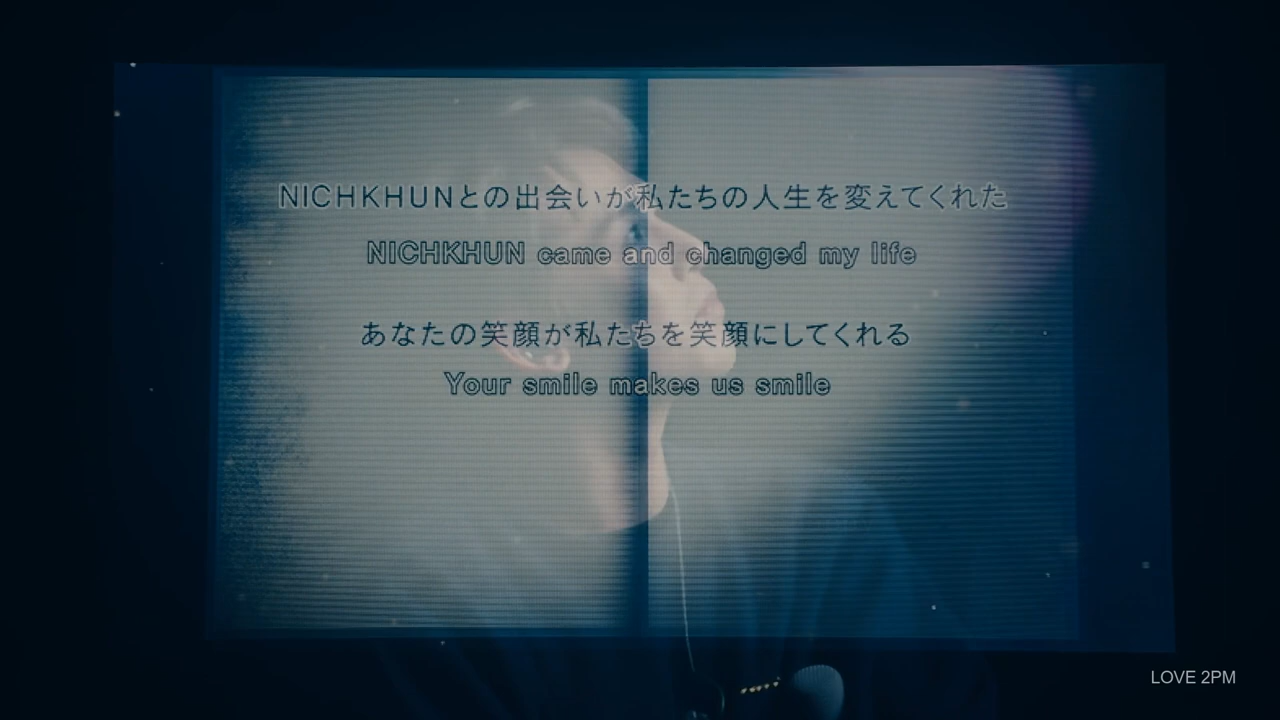 NICHKHUNとの出会いが私たちの人生を変えてくれた
NICHKHUN came and changed my life
あなたの笑顔が私たちを笑顔にしてくれる
Your smile makes us smile
LOVE 2PM